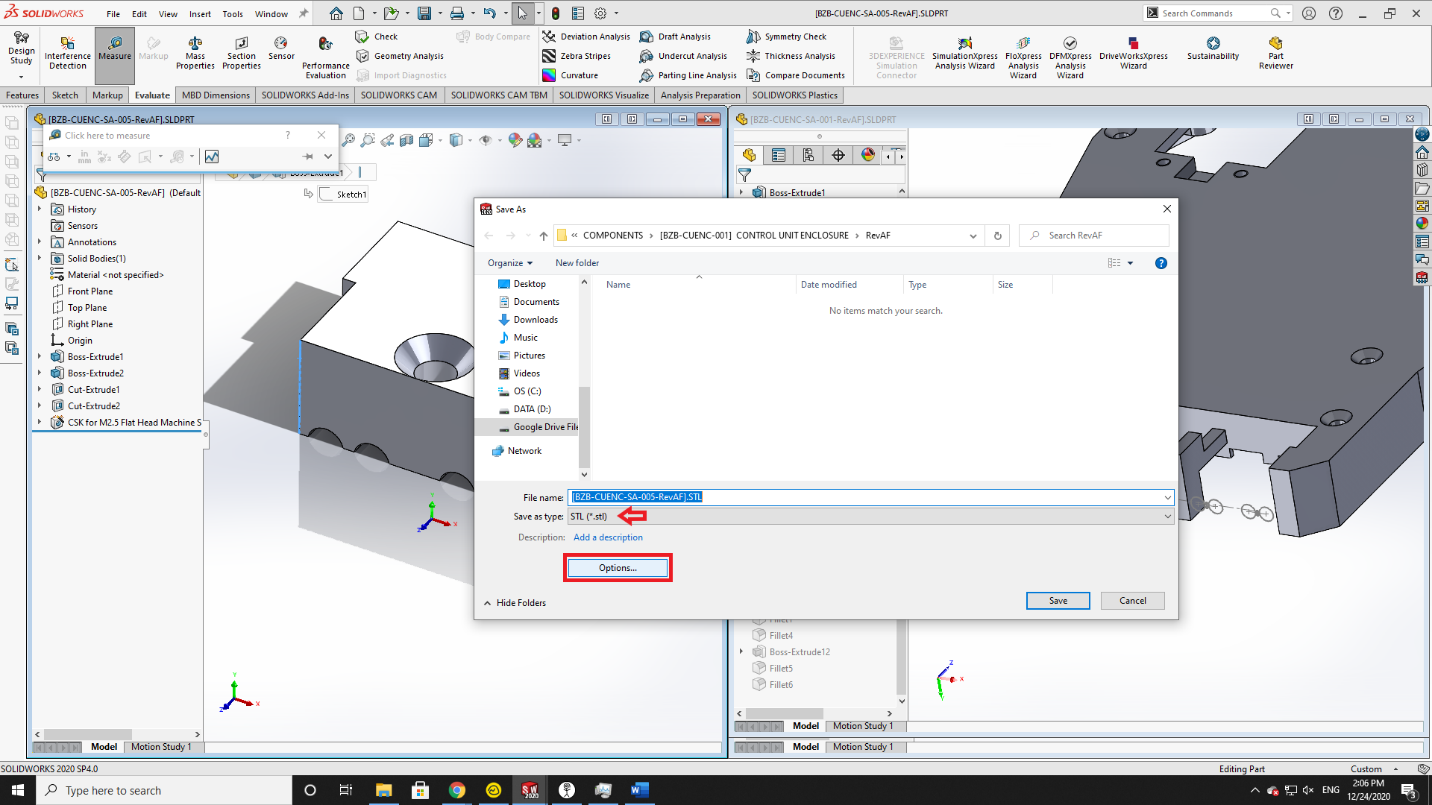 SOLIDWORKS File Edit View Insert Tools Window [BZB-CUENC-SA-005-RevAF].SLDPRT Search Commands
Design Study
Interference Detection
Measure
Markup
Mass Properties
Section Properties
Sensor
Performance Evaluation
Check
Geometry Analysis
Import Diagnostics
Body Compare
Deviation Analysis
Zebra Stripes
Curvature
Draft Analysis
Undercut Analysis
Parting Line Analysis
Symmetry Check
Thickness Analysis
Compare Documents
3DEXPERIENCE Simulation Connector
SimulationXpress Analysis Wizard
FloXpress Analysis Wizard
DFMXpress Analysis Wizard
DriveWorksXpress Wizard
Sustainability
Part Reviewer
Features Sketch Markup Evaluate MBD Dimensions SOLIDWORKS Add-Ins SOLIDWORKS CAM SOLIDWORKS CAM TBM SOLIDWORKS Visualize Analysis Preparation SOLIDWORKS Plastics
[BZB-CUENC-SA-005-RevAF].SLDPRT
Click here to measure ?
Sketch1
[BZB-CUENC-SA-005-RevAF] (Default
History
Sensors
Annotations
Solid Bodies(1)
Material <not specified>
Front Plane
Top Plane
Right Plane
Origin
Boss-Extrude1
Boss-Extrude2
Cut-Extrude1
Cut-Extrude2
CSK for M2.5 Flat Head Machine S
Y
X
Z
Y
X
Z
Model Motion Study 1
[BZB-CUENC-SA-001-RevAF].SLDPRT
Boss-Extrude1
Save As
« COMPONENTS › [BZB-CUENC-001] CONTROL UNIT ENCLOSURE › RevAF
Search RevAF
Organize New folder
Desktop
Documents
Downloads
Music
Pictures
Videos
OS (C:)
DATA (D:)
Google Drive File
Network
Name Date modified Type Size
No items match your search.
File name: [BZB-CUENC-SA-005-RevAF].STL
Save as type: STL (*.stl)
Description: Add a description
Options...
Hide Folders Save Cancel
Fillet4
Boss-Extrude12
Fillet5
Fillet6
Z
X
Y
Model Motion Study 1
Model Motion Study 1
SOLIDWORKS 2020 SP4.0 Editing Part Custom
Type here to search
SW
2020
W
ENG
2:06 PM
12/24/2020
3